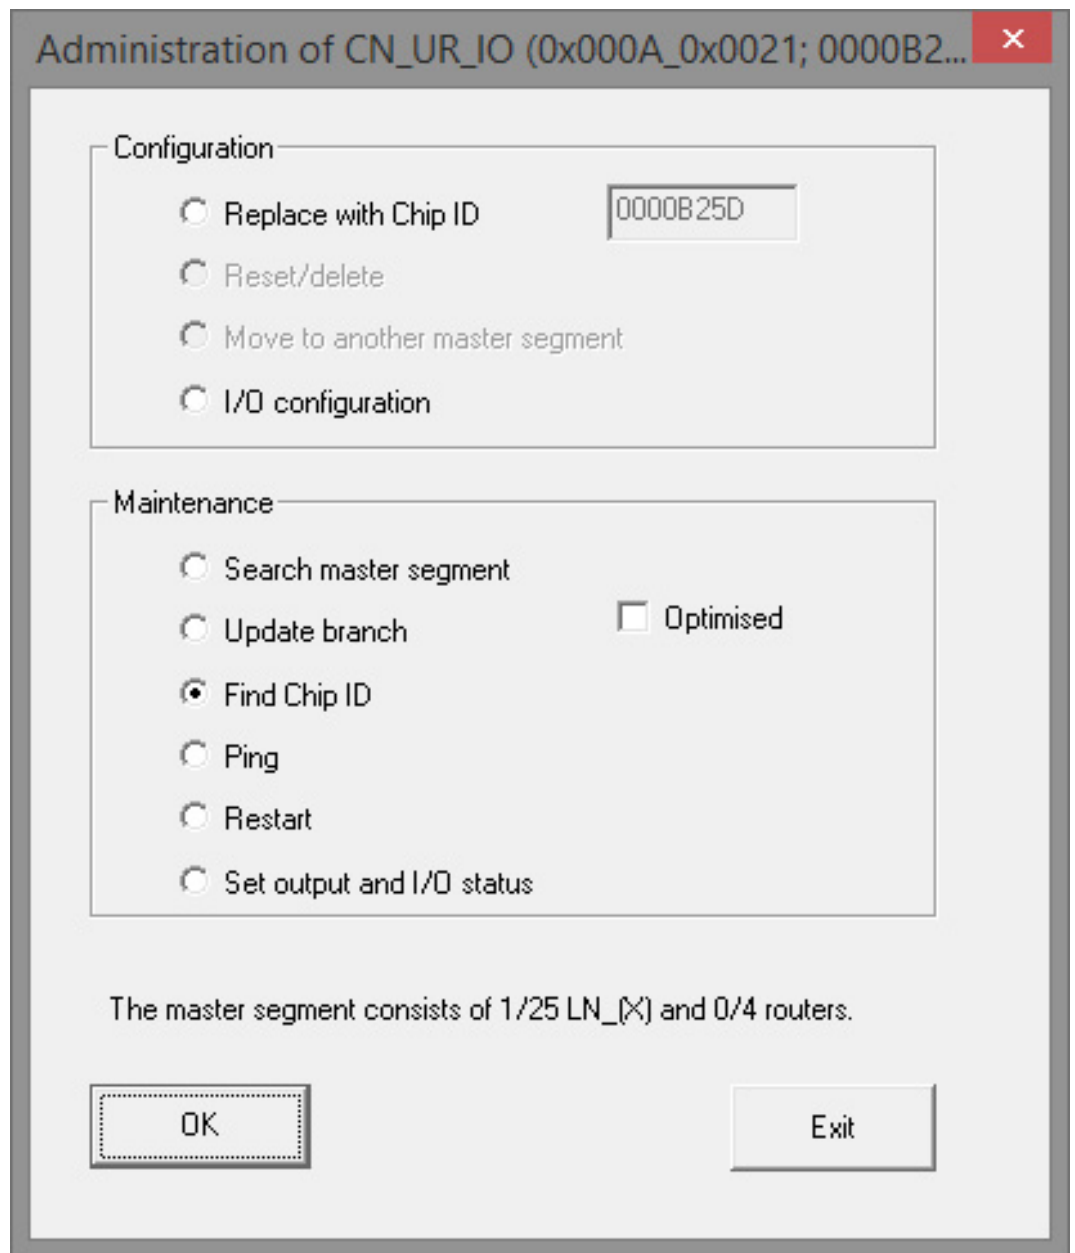 Administration of CN_UR_IO (0x000A_0x0021; 0000B2...
Configuration
Replace with Chip ID
0000B25D
Reset/delete
Move to another master segment
I/O configuration
Maintenance
Search master segment
Update branch
Optimised
Find Chip ID
Ping
Restart
Set output and I/O status
The master segment consists of 1/25 LN_(X) and 0/4 routers.
OK
Exit